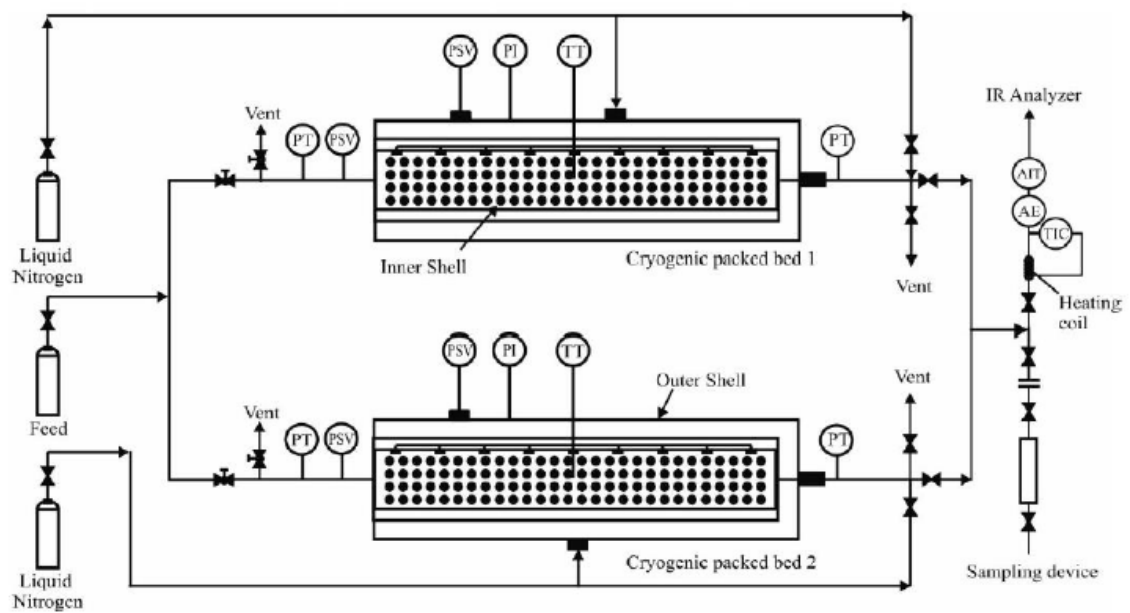 PSV
PI
TT
IR Analyzer
Vent
PT
PSV
PT
AIT
AE
TIC
Liquid
Nitrogen
Inner Shell
Cryogenic packed bed 1
Vent
Heating
coil
PSV
PI
TT
Outer Shell
Vent
Feed
Vent
PT
PSV
PT
Liquid
Nitrogen
Cryogenic packed bed 2
Sampling device